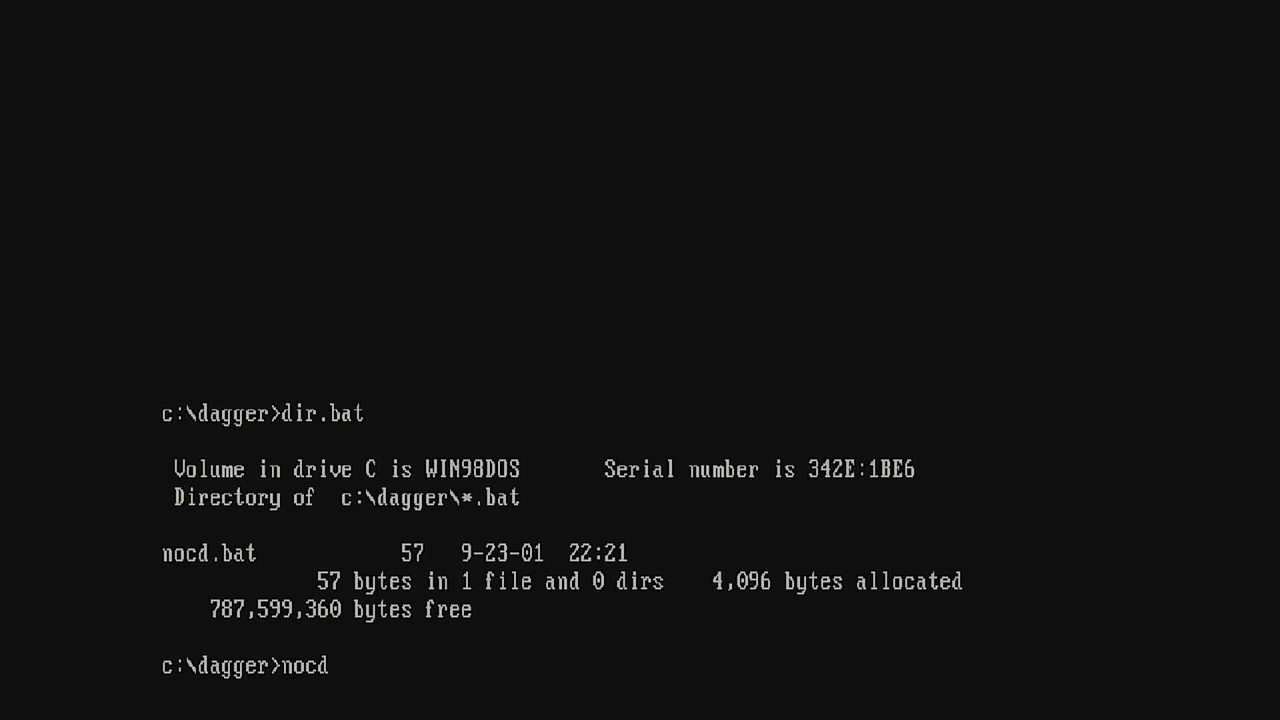 c:\dagger>dir.bat
Volume in drive C is WIN98DOS Serial number is 342E:1BE6
Directory of c:\dagger\*.bat
nocd.bat 57 9-23-01 22:21
57 bytes in 1 file and 0 dirs 4,096 bytes allocated
787,599,360 bytes free
c:\dagger>nocd